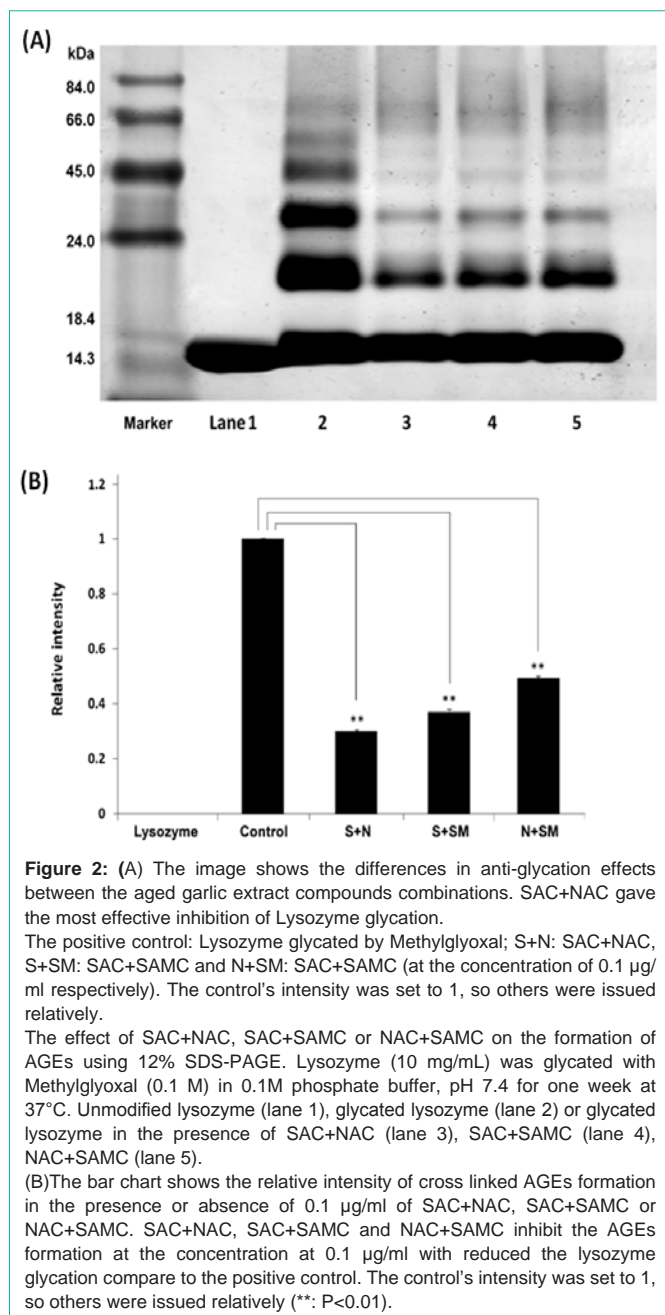 (A)
kDa
84.0
66.0
45.0
24.0
18.4
14.3
Marker Lane 1 2 3 4 5
(B)
1.2
1
0.8
0.6
0.4
0.2
0
Relative intensity
**
**
**
Lysozyme Control S+N S+SM N+SM
Figure 2: (A) The image shows the differences in anti-glycation effects
between the aged garlic extract compounds combinations. SAC+NAC gave
the most effective inhibition of Lysozyme glycation.
The positive control: Lysozyme glycated by Methylglyoxal; S+N: SAC+NAC,
S+SM: SAC+SAMC and N+SM: SAC+SAMC (at the concentration of 0.1 µg/
ml respectively). The control's intensity was set to 1, so others were issued
relatively.
The effect of SAC+NAC, SAC+SAMC or NAC+SAMC on the formation of
AGEs using 12% SDS-PAGE. Lysozyme (10 mg/mL) was glycated with
Methylglyoxal (0.1 M) in 0.1M phosphate buffer, pH 7.4 for one week at
37°C. Unmodified lysozyme (lane 1), glycated lysozyme (lane 2) or glycated
lysozyme in the presence of SAC+NAC (lane 3), SAC+SAMC (lane 4),
NAC+SAMC (lane 5).
(B)The bar chart shows the relative intensity of cross linked AGEs formation
in the presence or absence of 0.1 µg/ml of SAC+NAC, SAC+SAMC or
NAC+SAMC. SAC+NAC, SAC+SAMC and NAC+SAMC inhibit the AGEs
formation at the concentration at 0.1 µg/ml with reduced the lysozyme
glycation compare to the positive control. The control's intensity was set to 1,
so others were issued relatively (**: P<0.01).